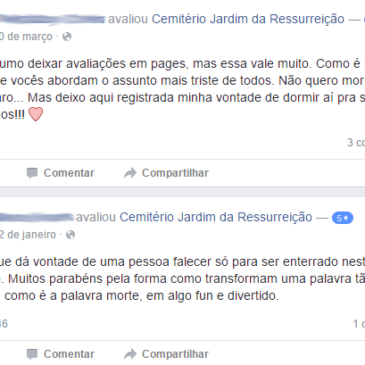 avaliou Cemitério Jardim da Ressurreição —
0 de março
umo deixar avaliações em pages, mas essa vale muito. Como é
e vocês abordam o assunto mais triste de todos. Não quero mor
ro... Mas deixo aqui registrada minha vontade de dormir aí pra s
os!!!
3 c
Comentar Compartilhar
avaliou Cemitério Jardim da Ressurreição — 5★
2 de janeiro
ue dá vontade de uma pessoa falecer só para ser enterrado nest
. Muitos parabéns pela forma como transformam uma palavra tã
como é a palavra morte, em algo fun e divertido.
46
1
Comentar Compartilhar